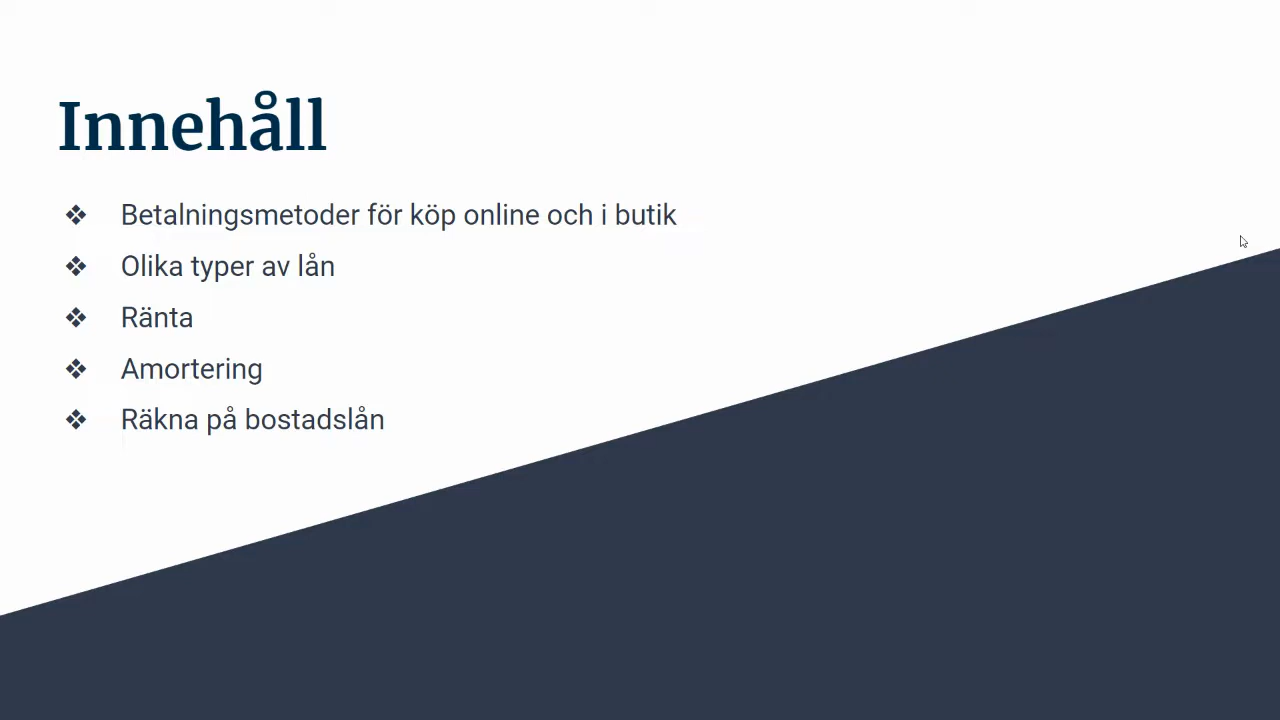 Innehåll
❖ Betalningsmetoder för köp online och i butik
❖ Olika typer av lån
❖ Ränta
❖ Amortering
❖ Räkna på bostadslån